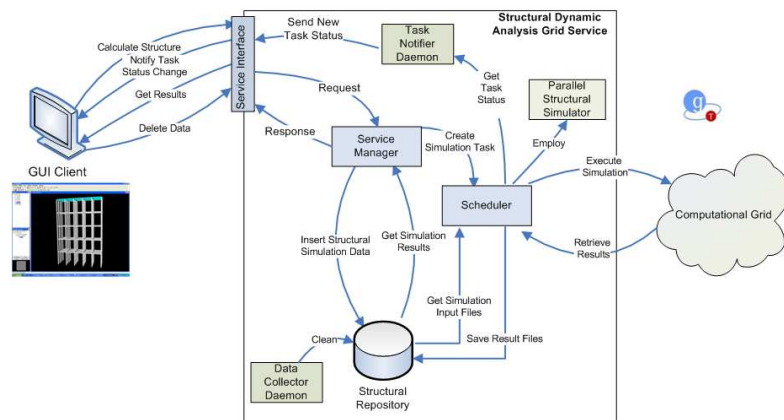 Structural Dynamic
Analysis Grid Service
Send New
Task Status
Task
Notifier
Daemon
Service Interface
Calculate Structure
Notify Task
Status Change
Get Results
Delete Data
GUI Client
Request
Response
Service
Manager
Create
Simulation Task
Get
Task
Status
Parallel
Structural
Simulator
Employ
Scheduler
Execute
Simulation
Computational Grid
Retrieve
Results
g
T
Insert Structural
Simulation Data
Get Simulation
Results
Get Simulation
Input Files
Save Result Files
Clean
Data
Collector
Daemon
Structural
Repository